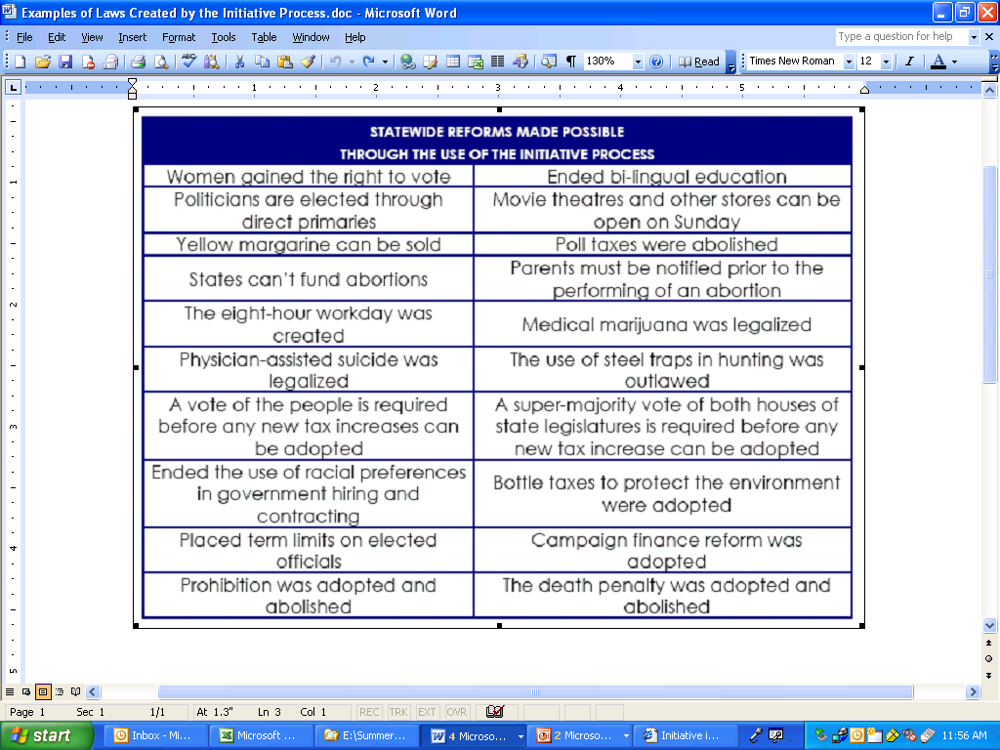 Examples of Laws Created by the Initiative Process.doc - Microsoft Word
File Edit View Insert Format Tools Table Window Help
Type a question for help
130% Read Times New Roman 12
1 2 3 4 5
STATEWIDE REFORMS MADE POSSIBLE
THROUGH THE USE OF THE INITIATIVE PROCESS
Women gained the right to vote
Ended bi-lingual education
Politicians are elected through
direct primaries
Movie theatres and other stores can be
open on Sunday
Yellow margarine can be sold
Poll taxes were abolished
States can't fund abortions
Parents must be notified prior to the
performing of an abortion
The eight-hour workday was
created
Medical marijuana was legalized
Physician-assisted suicide was
legalized
The use of steel traps in hunting was
outlawed
A vote of the people is required
before any new tax increases can
be adopted
A super-majority vote of both houses of
state legislatures is required before any
new tax increase can be adopted
Ended the use of racial preferences
in government hiring and
contracting
Bottle taxes to protect the environment
were adopted
Placed term limits on elected
officials
Campaign finance reform was
adopted
Prohibition was adopted and
abolished
The death penalty was adopted and
abolished
Page 1 Sec 1 1/1 At 1.3" Ln 3 Col 1 REC TRK EXT OVR
start Inbox - Mi... Microsoft ... E:\Summer... 4 Microso... 2 Microso... Initiative i... 11:56 AM